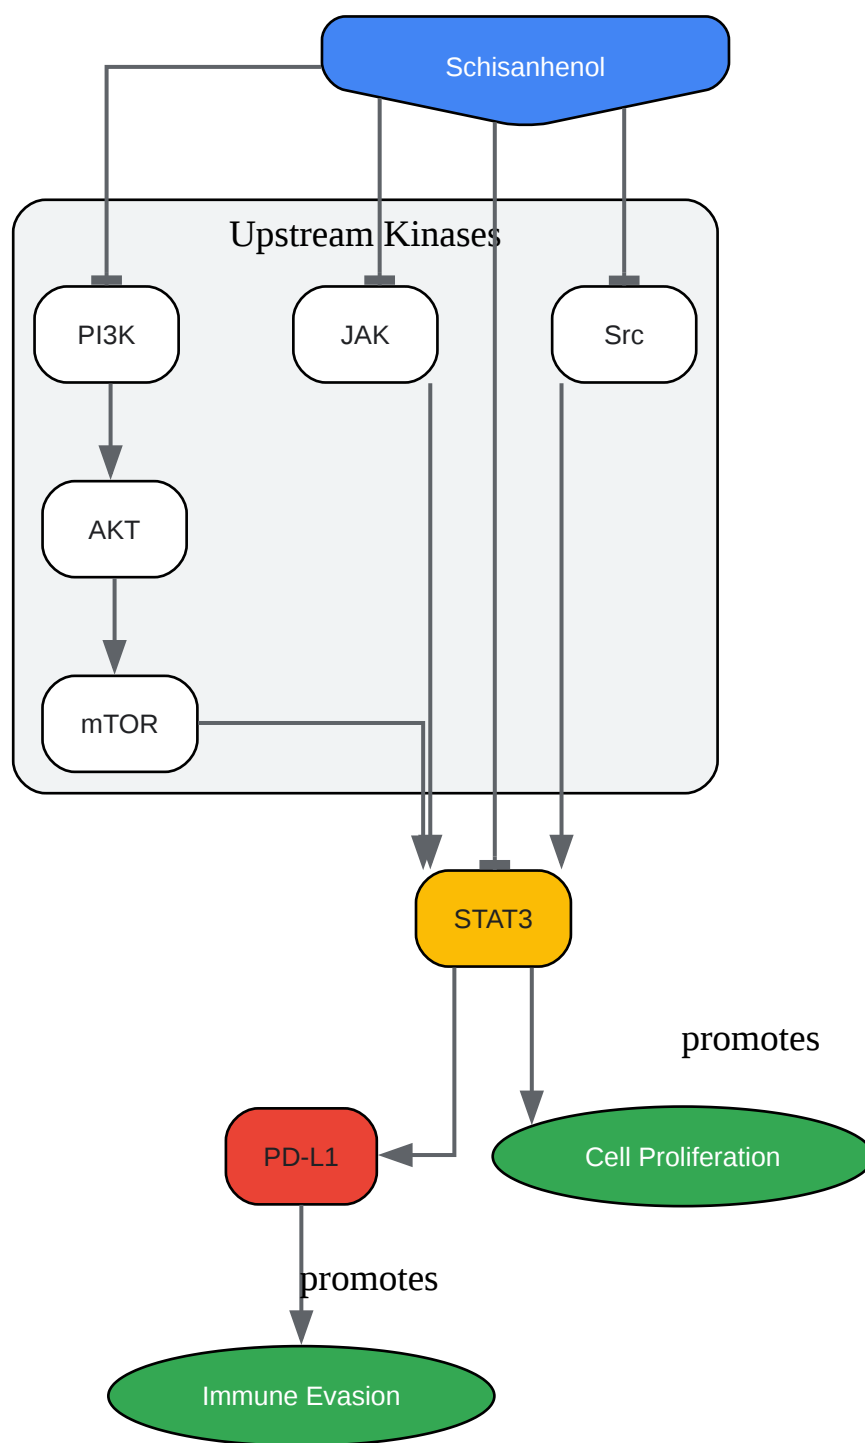 Schisanhenol
Upstream Kinases
PI3K
JAK
Src
AKT
mTOR
STAT3
promotes
PD-L1
Cell Proliferation
promotes
Immune Evasion